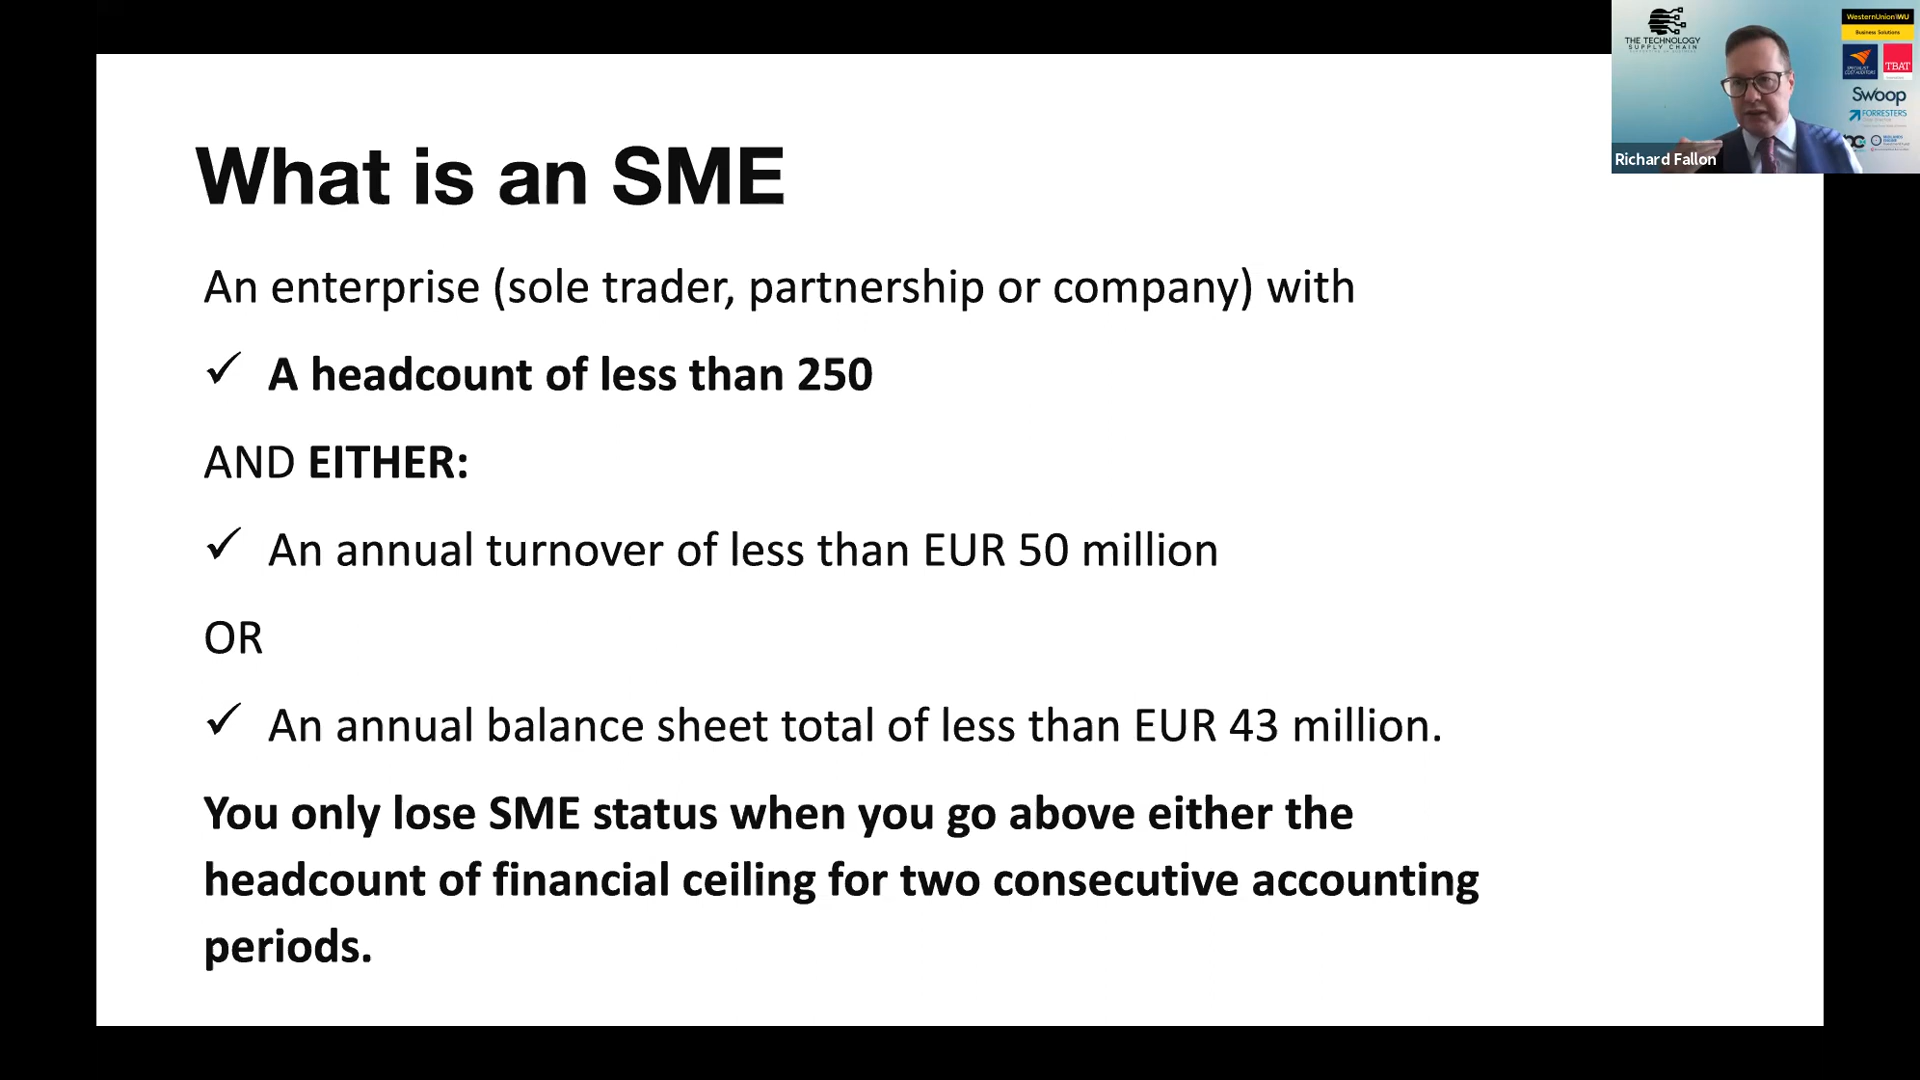 What is an SME
An enterprise (sole trader, partnership or company) with
✓ A headcount of less than 250
AND EITHER:
✓ An annual turnover of less than EUR 50 million
OR
✓ An annual balance sheet total of less than EUR 43 million.
You only lose SME status when you go above either the
headcount of financial ceiling for two consecutive accounting
periods.
THE TECHNOLOGY
SUPPLY CHAIN
WesternUnion WU
Business Solutions
TBAT
Swoop
FORRESTERS
Richard Fallon